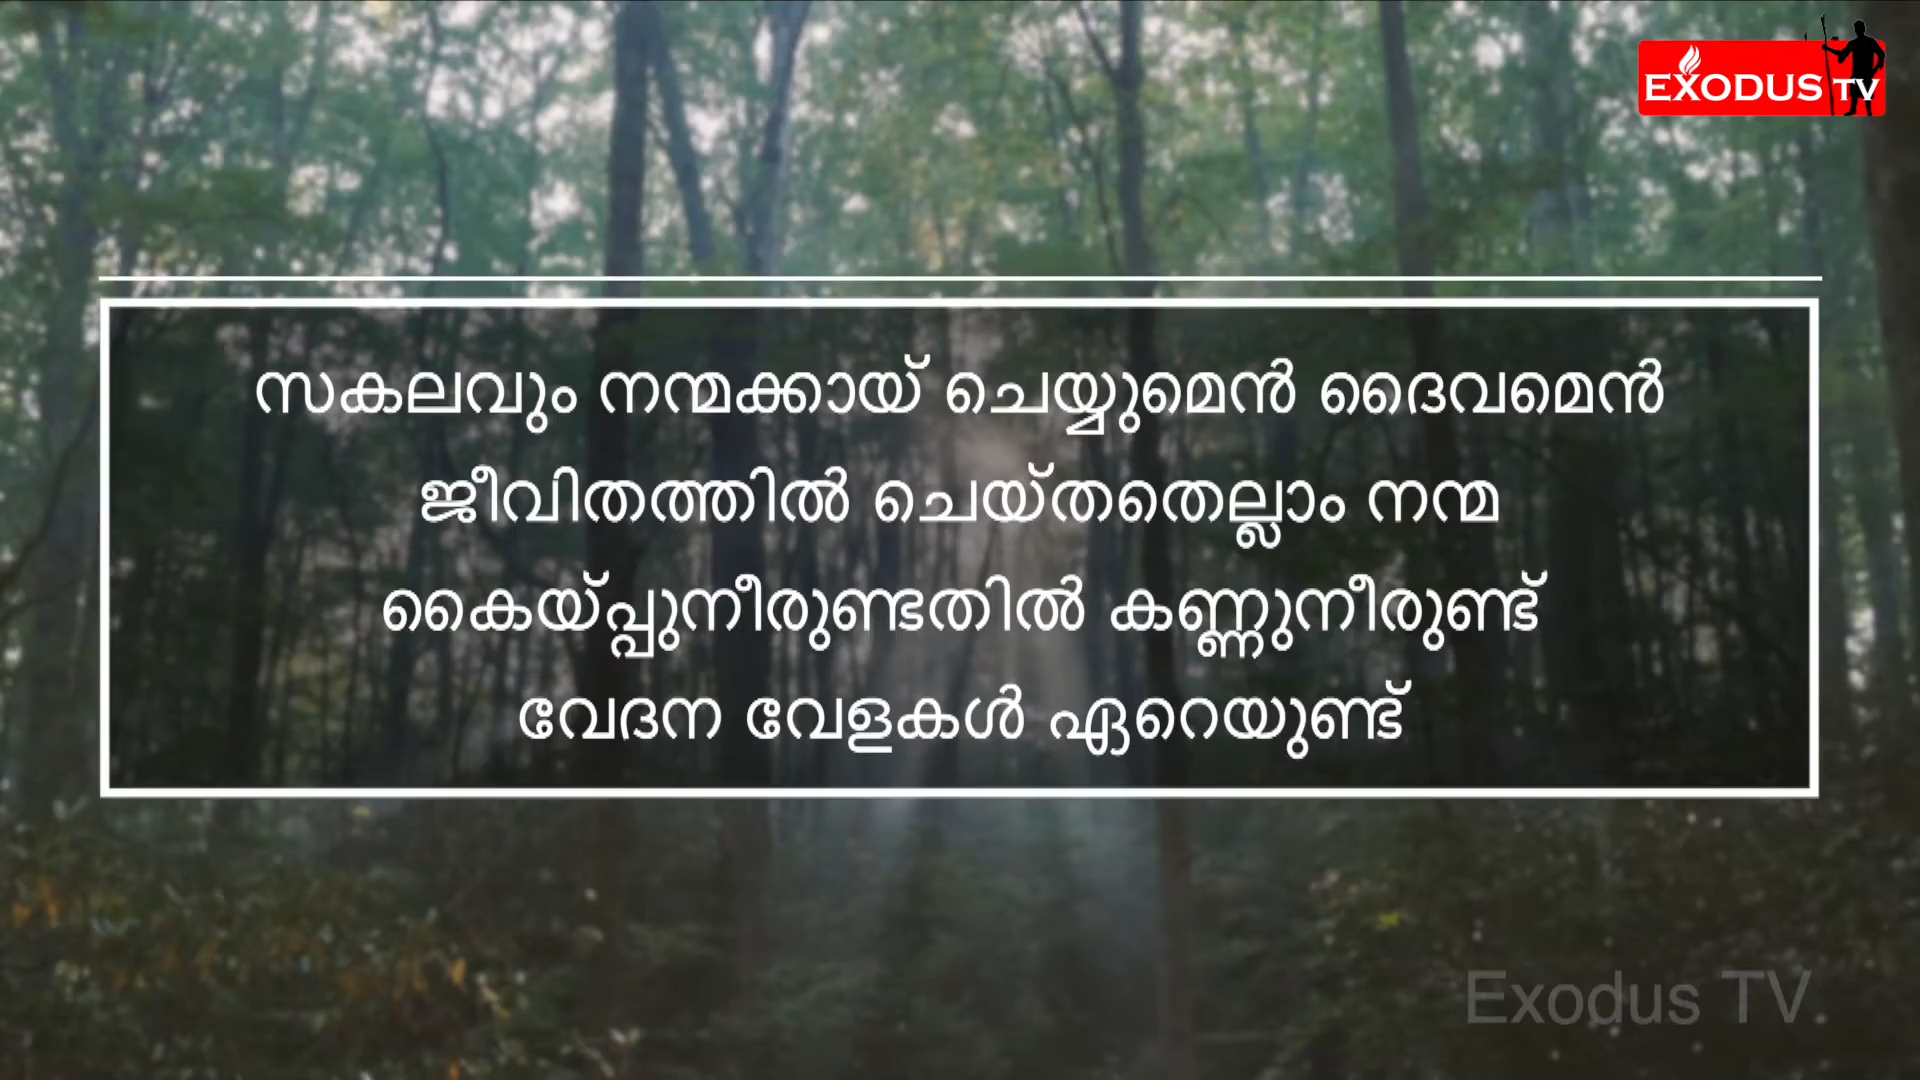 EXODUS TV
സകലവും നന്മക്കായ് ചെയ്യുമെൻ ദൈവമെൻ
ജീവിതത്തിൽ ചെയ്തതെല്ലാം നന്മ
കൈയ്പ്പുനീരുണ്ടതിൽ കണ്ണുനീരുണ്ട്
വേദന വേളകൾ ഏറെയുണ്ട്
Exodus TV